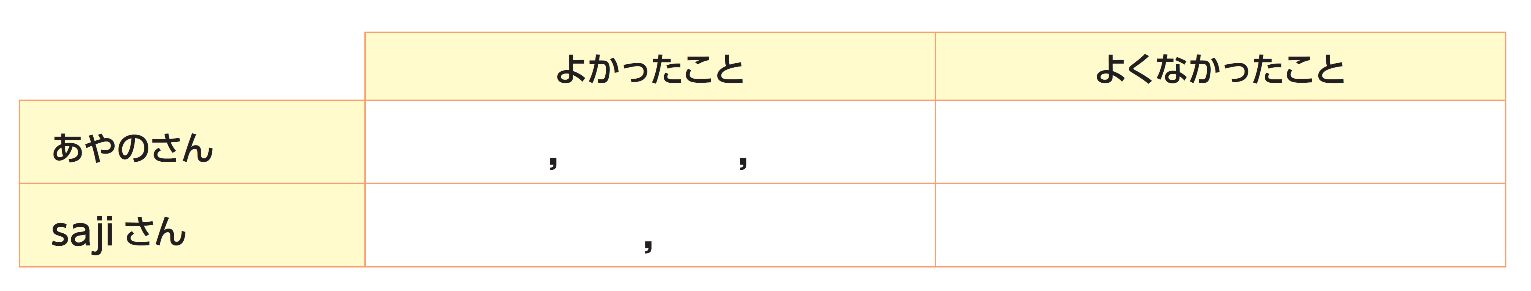 よかったこと よくなかったこと
あやのさん , ,
saji さん ,